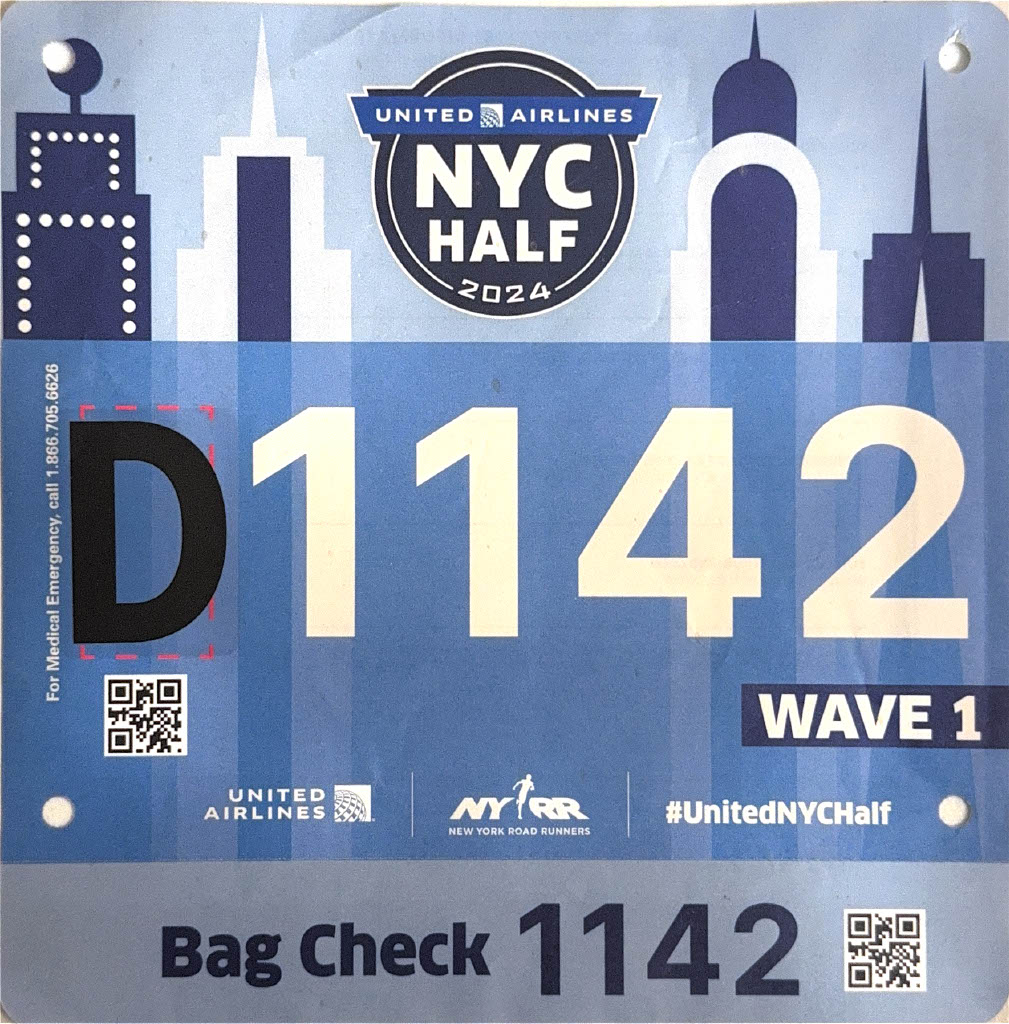 UNITED AIRLINES
NYC
HALF
2024
For Medical Emergency, call 1.866.705.6626
D1142
WAVE 1
UNITED
AIRLINES
NYRR
NEW YORK ROAD RUNNERS
#UnitedNYCHalf
Bag Check 1142